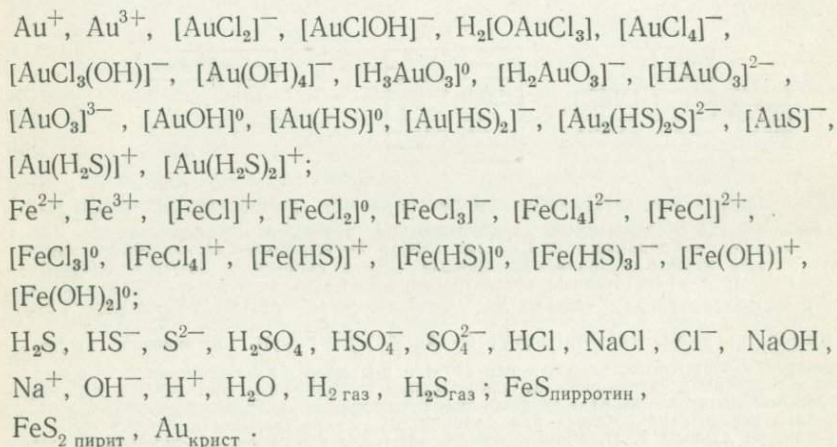 Au⁺, Au³⁺, [AuCl₂]⁻, [AuClOH]⁻, H₂[OAuCl₃], [AuCl₄]⁻,
[AuCl₃(OH)]⁻, [Au(OH)₄]⁻, [H₃AuO₃]⁰, [H₂AuO₃]⁻, [HAuO₃]²⁻ ,
[AuO₃]³⁻ , [AuOH]⁰, [Au(HS)]⁰, [Au[HS)₂]⁻, [Au₂(HS)₂S]²⁻, [AuS]⁻,
[Au(H₂S)]⁺, [Au(H₂S)₂]⁺;
Fe²⁺, Fe³⁺, [FeCl]⁺, [FeCl₂]⁰, [FeCl₃]⁻, [FeCl₄]²⁻, [FeCl]²⁺,
[FeCl₃]⁰, [FeCl₄]⁺, [Fe(HS)]⁺, [Fe(HS)]⁰, [Fe(HS)₃]⁻, [Fe(OH)]⁺,
[Fe(OH)₂]⁰;
H₂S, HS⁻, S²⁻, H₂SO₄, HSO₄⁻, SO₄²⁻, HCl, NaCl, Cl⁻, NaOH,
Na⁺, OH⁻, H⁺, H₂O, H₂ газ, H₂Sгаз; FeSпирротин,
FeS₂ пирит, Auкрист.